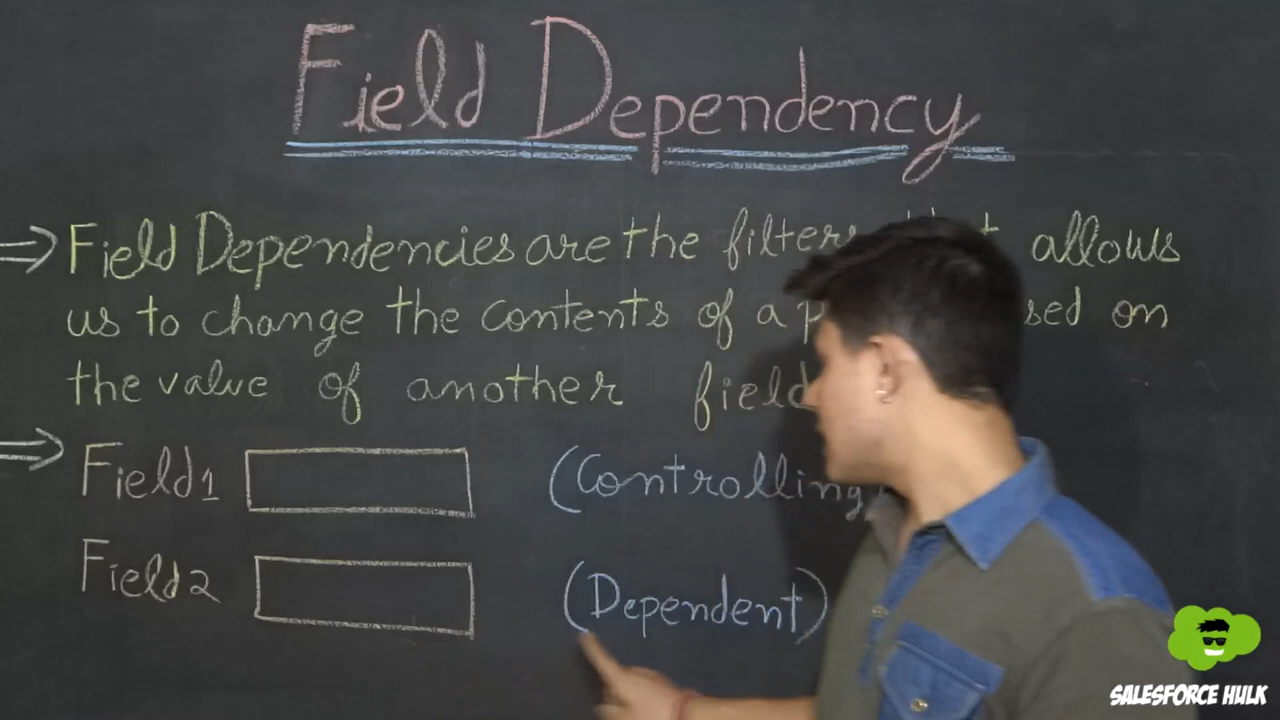 Field Dependency
⇒ Field Dependencies are the filters allows
us to change the contents of a on
the value of another field
⇒ Field1 (Controlling
Field2 (Dependent)
SALESFORCE HULK